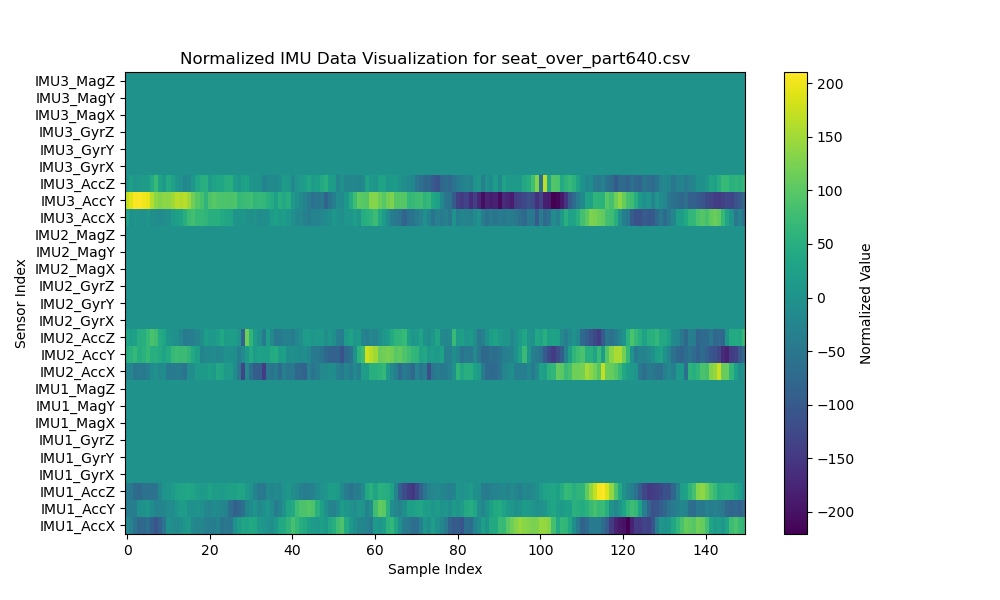 Normalized IMU Data Visualization for seat_over_part640.csv
IMU3_MagZ
IMU3_MagY
IMU3_MagX
IMU3_GyrZ
IMU3_GyrY
IMU3_GyrX
IMU3_AccZ
IMU3_AccY
IMU3_AccX
IMU2_MagZ
IMU2_MagY
IMU2_MagX
IMU2_GyrZ
IMU2_GyrY
IMU2_GyrX
IMU2_AccZ
IMU2_AccY
IMU2_AccX
IMU1_MagZ
IMU1_MagY
IMU1_MagX
IMU1_GyrZ
IMU1_GyrY
IMU1_GyrX
IMU1_AccZ
IMU1_AccY
IMU1_AccX
Sensor Index
0 20 40 60 80 100 120 140
Sample Index
200
150
100
50
0
−50
−100
−150
−200
Normalized Value